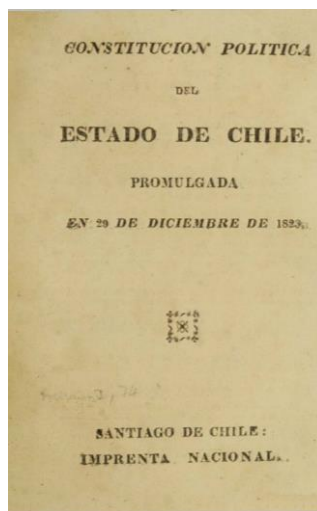 CONSTITUCION POLITICA
DEL
ESTADO DE CHILE.
PROMULGADA
EN 29 DE DICIEMBRE DE 1823.
SANTIAGO DE CHILE:
IMPRENTA NACIONAL.